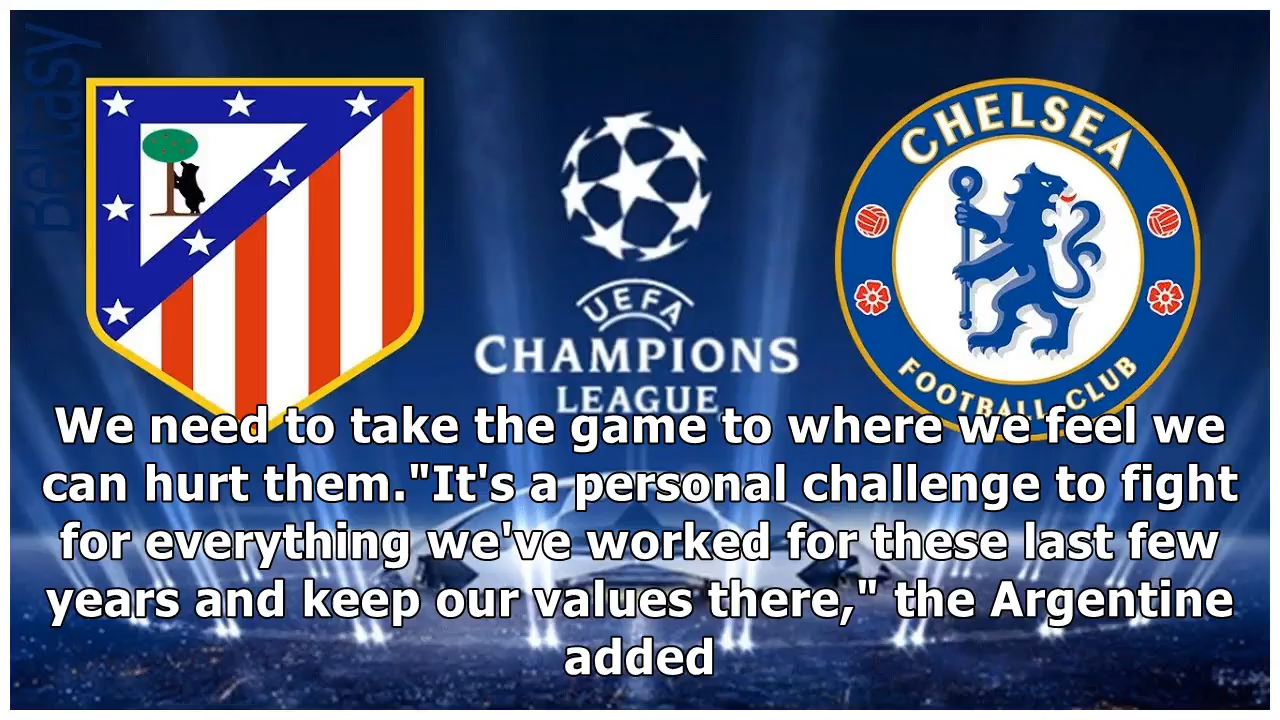 Beltasy
CHELSEA
FOOTBALL CLUB
UEFA
CHAMPIONS
LEAGUE
We need to take the game to where we feel we
can hurt them."It's a personal challenge to fight
for everything we've worked for these last few
years and keep our values there," the Argentine
added